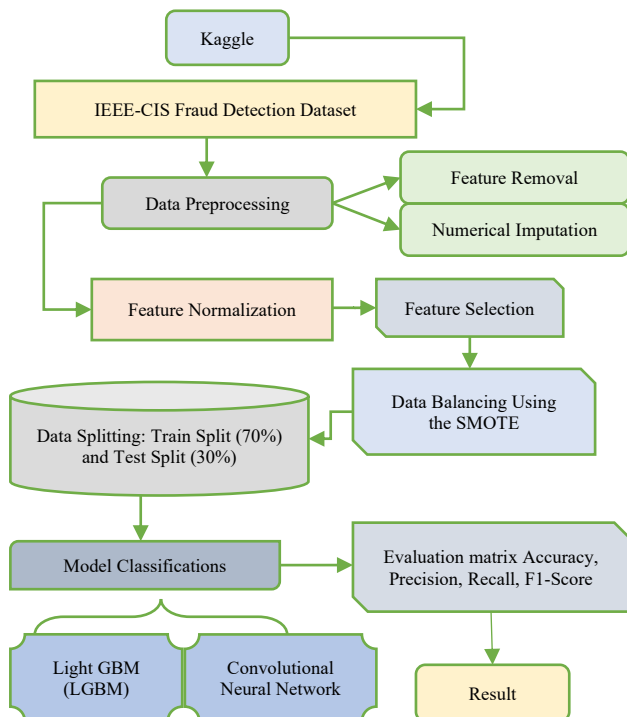 Kaggle
IEEE-CIS Fraud Detection Dataset
Data Preprocessing
Feature Removal
Numerical Imputation
Feature Normalization
Feature Selection
Data Balancing Using
the SMOTE
Data Splitting: Train Split (70%)
and Test Split (30%)
Model Classifications
Evaluation matrix Accuracy,
Precision, Recall, F1-Score
Light GBM
(LGBM)
Convolutional
Neural Network
Result